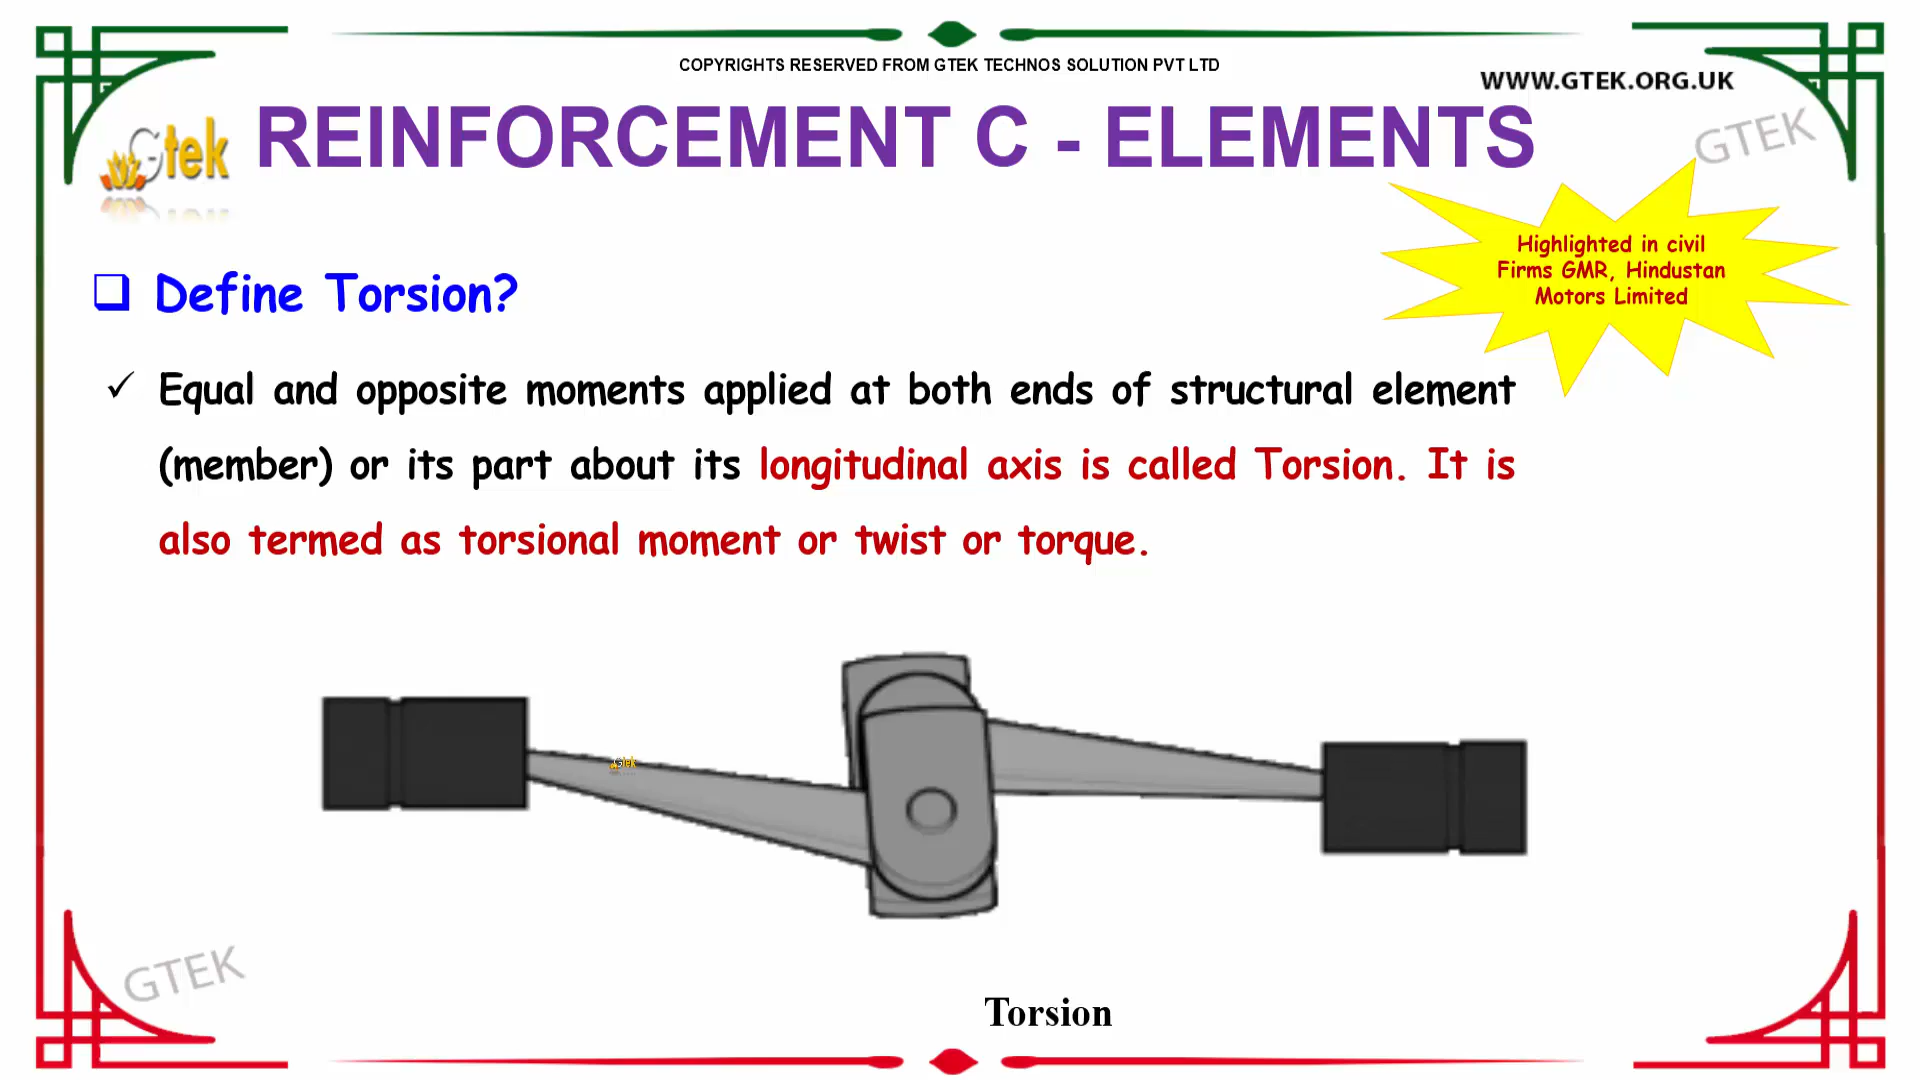 COPYRIGHTS RESERVED FROM GTEK TECHNOS SOLUTION PVT LTD
WWW.GTEK.ORG.UK
Gtek
REINFORCEMENT C - ELEMENTS
GTEK
Highlighted in civil
Firms GMR, Hindustan
Motors Limited
Define Torsion?
Equal and opposite moments applied at both ends of structural element
(member) or its part about its longitudinal axis is called Torsion. It is
also termed as torsional moment or twist or torque.
Gtek
GTEK
Torsion